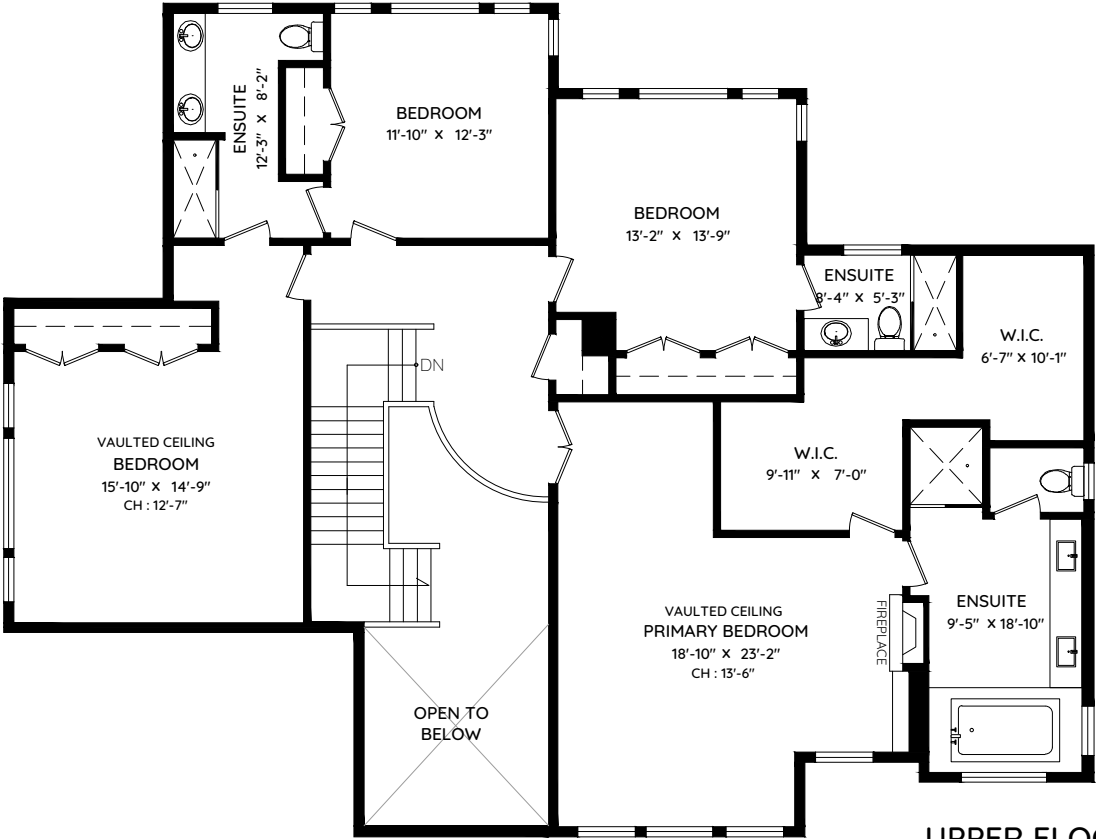 ENSUITE
12'-3" x 8'-2"
BEDROOM
11'-10" x 12'-3"
BEDROOM
13'-2" x 13'-9"
ENSUITE
8'-4" x 5'-3"
W.I.C.
6'-7" x 10'-1"
DN
VAULTED CEILING
BEDROOM
15'-10" x 14'-9"
CH : 12'-7"
W.I.C.
9'-11" x 7'-0"
VAULTED CEILING
PRIMARY BEDROOM
18'-10" x 23'-2"
CH : 13'-6"
FIREPLACE
ENSUITE
9'-5" x 18'-10"
OPEN TO
BELOW
UPPER